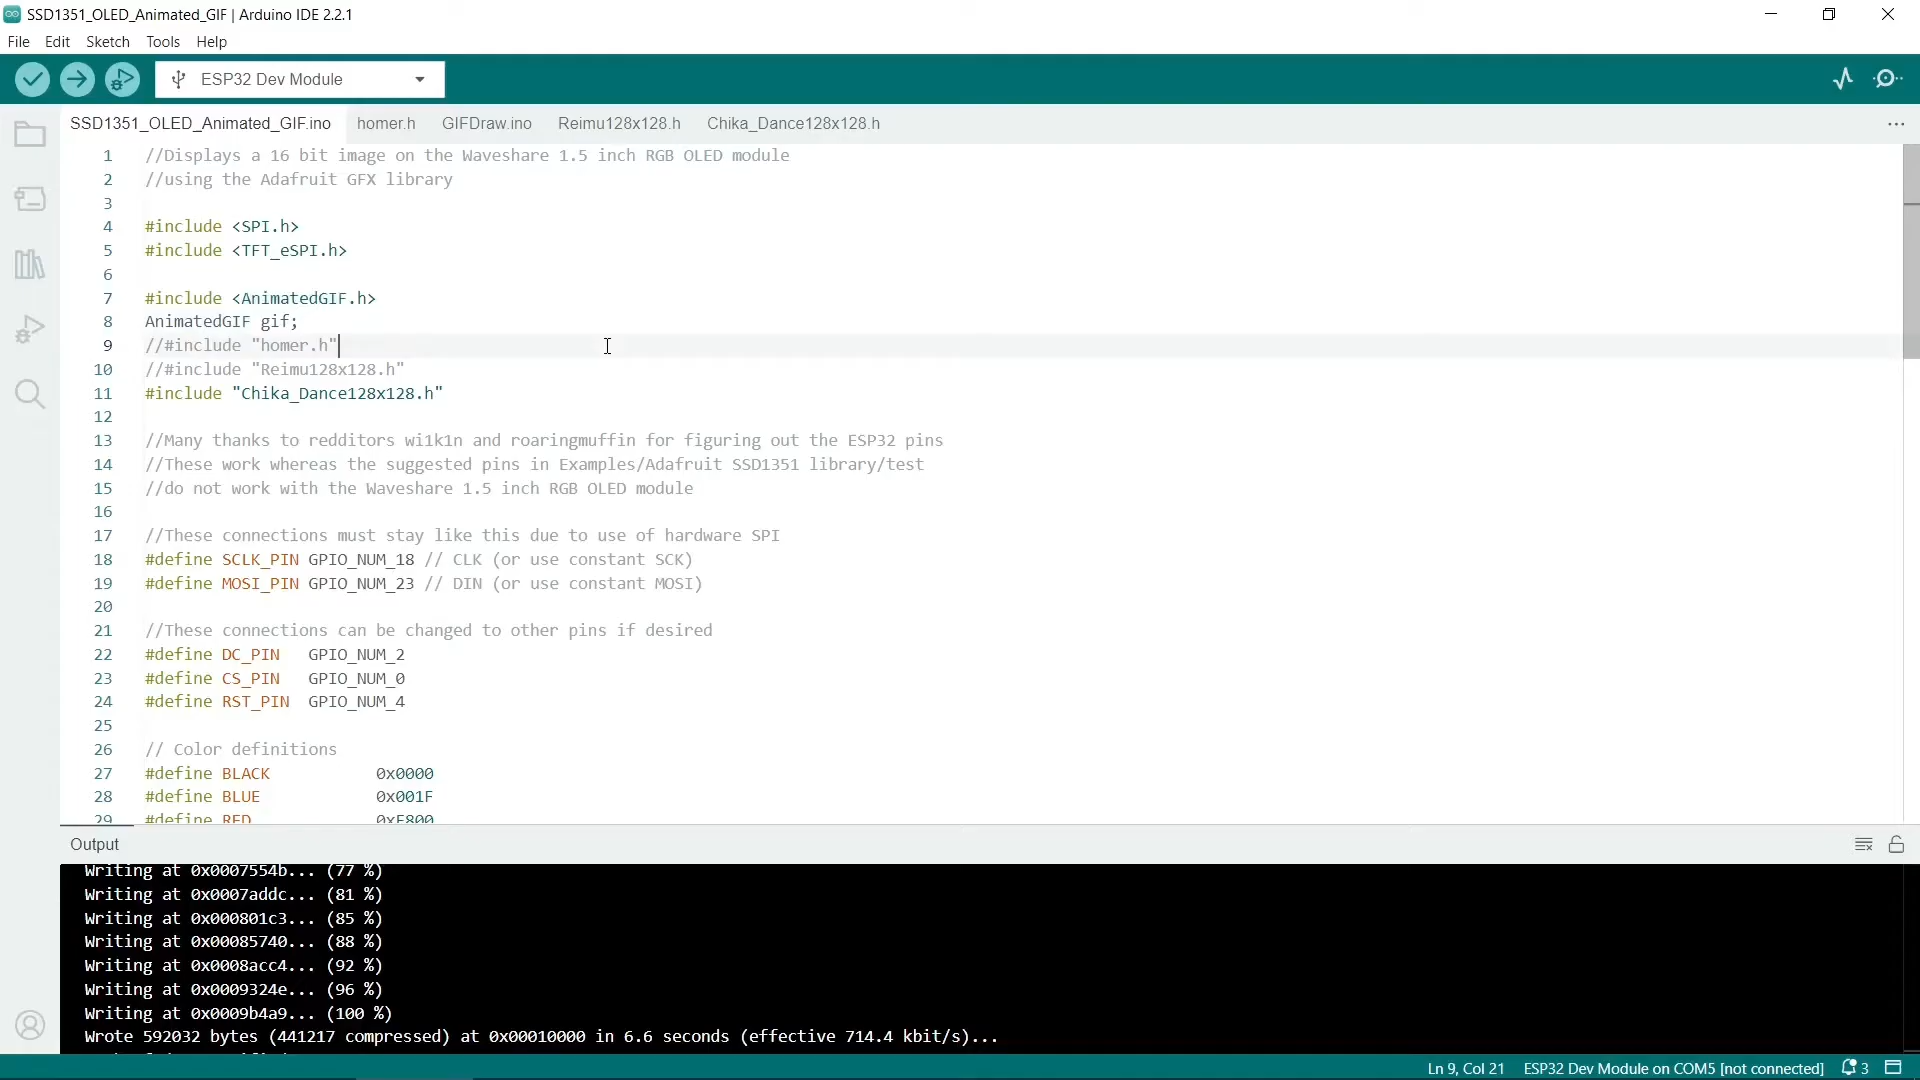 SSD1351_OLED_Animated_GIF | Arduino IDE 2.2.1
File Edit Sketch Tools Help
ESP32 Dev Module
SSD1351_OLED_Animated_GIF.ino homer.h GIFDraw.ino Reimu128x128.h Chika_Dance128x128.h
1 //Displays a 16 bit image on the Waveshare 1.5 inch RGB OLED module
2 //using the Adafruit GFX library
3
4 #include <SPI.h>
5 #include <TFT_eSPI.h>
6
7 #include <AnimatedGIF.h>
8 AnimatedGIF gif;
9 //#include "homer.h"
10 //#include "Reimu128x128.h"
11 #include "Chika_Dance128x128.h"
12
13 //Many thanks to redditors wi1k1n and roaringmuffin for figuring out the ESP32 pins
14 //These work whereas the suggested pins in Examples/Adafruit SSD1351 library/test
15 //do not work with the Waveshare 1.5 inch RGB OLED module
16
17 //These connections must stay like this due to use of hardware SPI
18 #define SCLK_PIN GPIO_NUM_18 // CLK (or use constant SCK)
19 #define MOSI_PIN GPIO_NUM_23 // DIN (or use constant MOSI)
20
21 //These connections can be changed to other pins if desired
22 #define DC_PIN GPIO_NUM_2
23 #define CS_PIN GPIO_NUM_0
24 #define RST_PIN GPIO_NUM_4
25
26 // Color definitions
27 #define BLACK 0x0000
28 #define BLUE 0x001F
29 #define RED 0xF800
Output
Writing at 0x0007554b... (77 %)
Writing at 0x0007addc... (81 %)
Writing at 0x000801c3... (85 %)
Writing at 0x00085740... (88 %)
Writing at 0x0008acc4... (92 %)
Writing at 0x0009324e... (96 %)
Writing at 0x0009b4a9... (100 %)
Wrote 592032 bytes (441217 compressed) at 0x00010000 in 6.6 seconds (effective 714.4 kbit/s)...
Ln 9, Col 21 ESP32 Dev Module on COM5 [not connected] 3